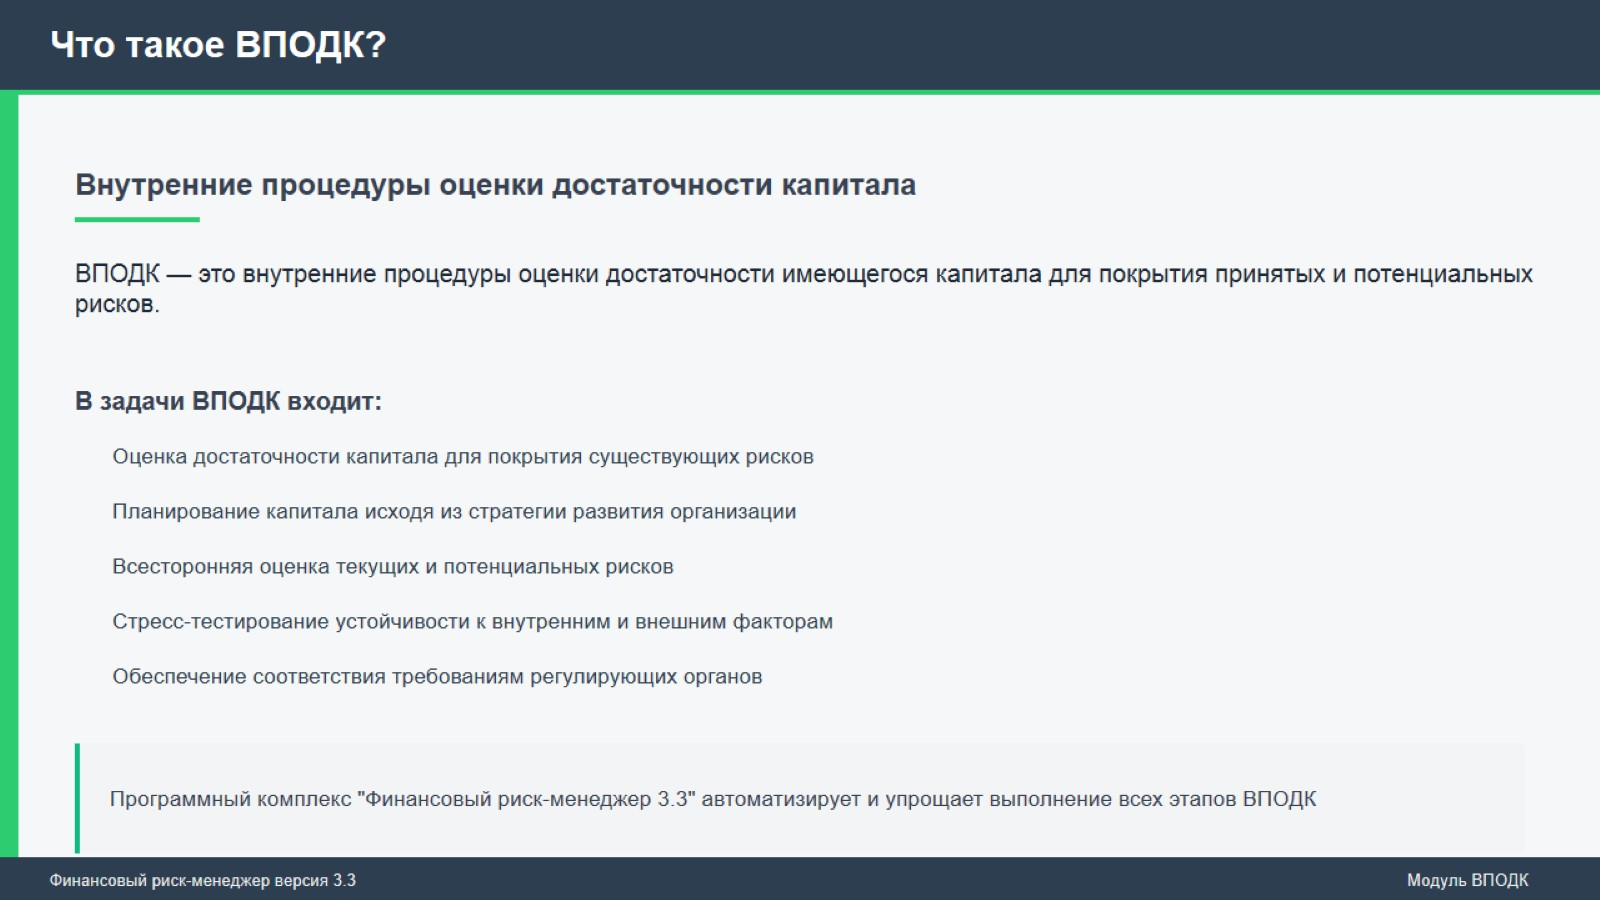 Что такое ВПОДК?
Внутренние процедуры оценки достаточности капитала
ВПОДК — это внутренние процедуры оценки достаточности имеющегося капитала для покрытия принятых и потенциальных
рисков.
В задачи ВПОДК входит:
Оценка достаточности капитала для покрытия существующих рисков
Планирование капитала исходя из стратегии развития организации
Всесторонняя оценка текущих и потенциальных рисков
Стресс-тестирование устойчивости к внутренним и внешним факторам
Обеспечение соответствия требованиям регулирующих органов
Программный комплекс "Финансовый риск-менеджер 3.3" автоматизирует и упрощает выполнение всех этапов ВПОДК
Финансовый риск-менеджер версия 3.3
Модуль ВПОДК